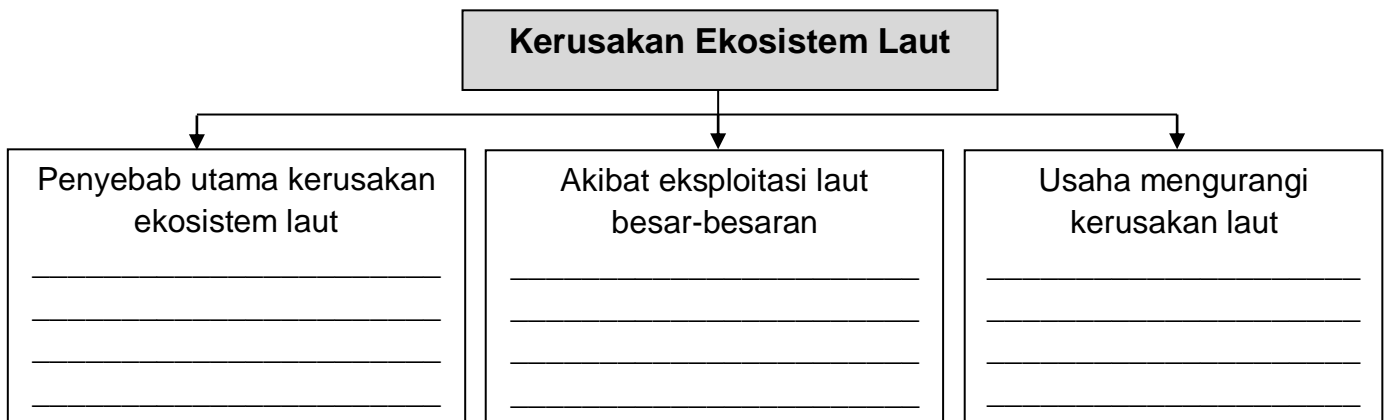 Kerusakan Ekosistem Laut
Penyebab utama kerusakan
ekosistem laut
Akibat eksploitasi laut
besar-besaran
Usaha mengurangi
kerusakan laut